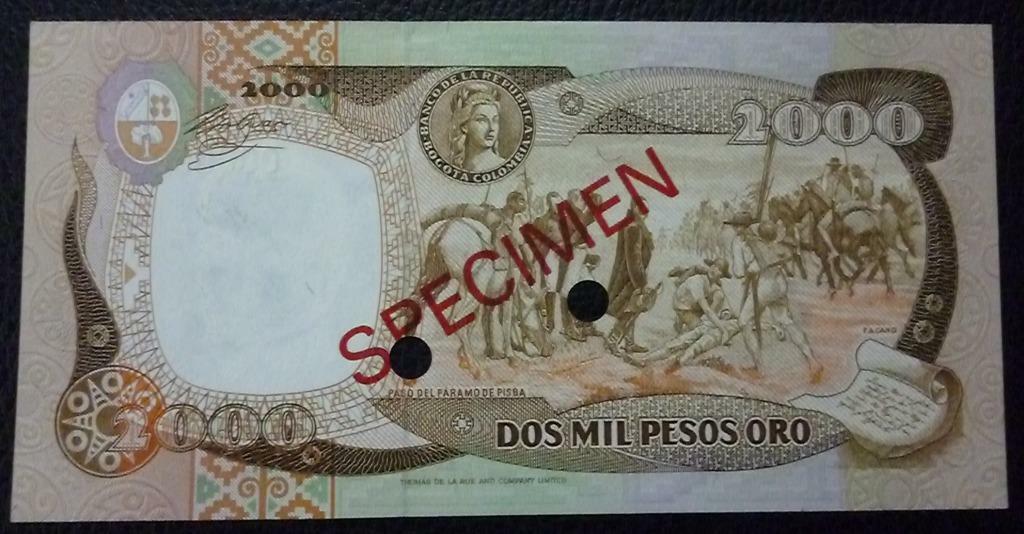 2000
BANCO DE LA REPUBLICA
BOGOTA COLOMBIA
2000
SPECIMEN
F.A.CANO
PASO DEL PARAMO DE PISBA
2000
DOS MIL PESOS ORO
THOMAS DE LA RUE AND COMPANY LIMITED